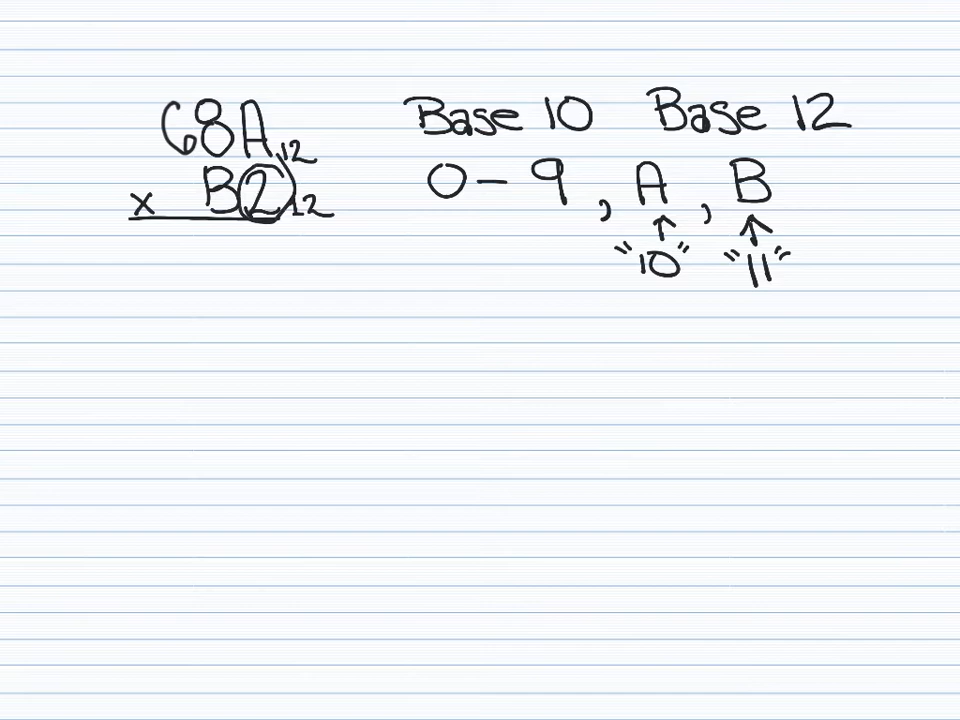 68A₁₂ Base 10 Base 12
x B2₁₂ 0 - 9, A, B
"10" "11"